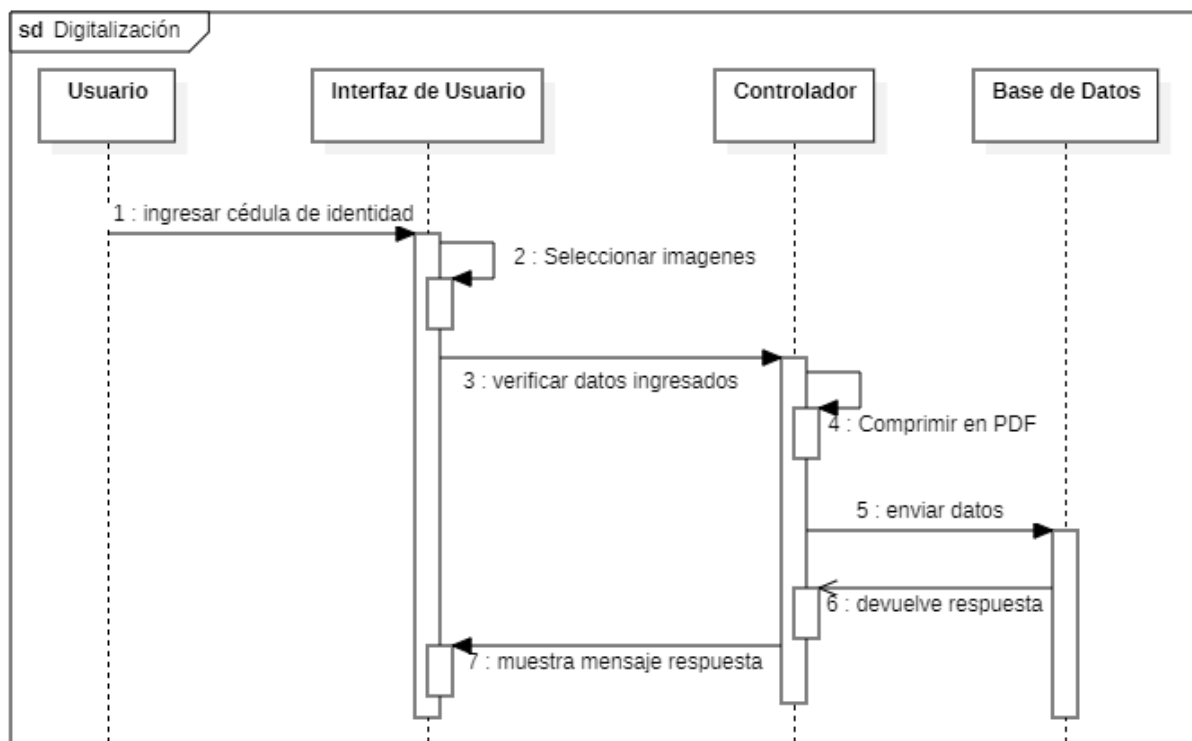 sd Digitalización
Usuario
Interfaz de Usuario
Controlador
Base de Datos
1 : ingresar cédula de identidad
2 : Seleccionar imagenes
3 : verificar datos ingresados
4 : Comprimir en PDF
5 : enviar datos
6 : devuelve respuesta
7 : muestra mensaje respuesta